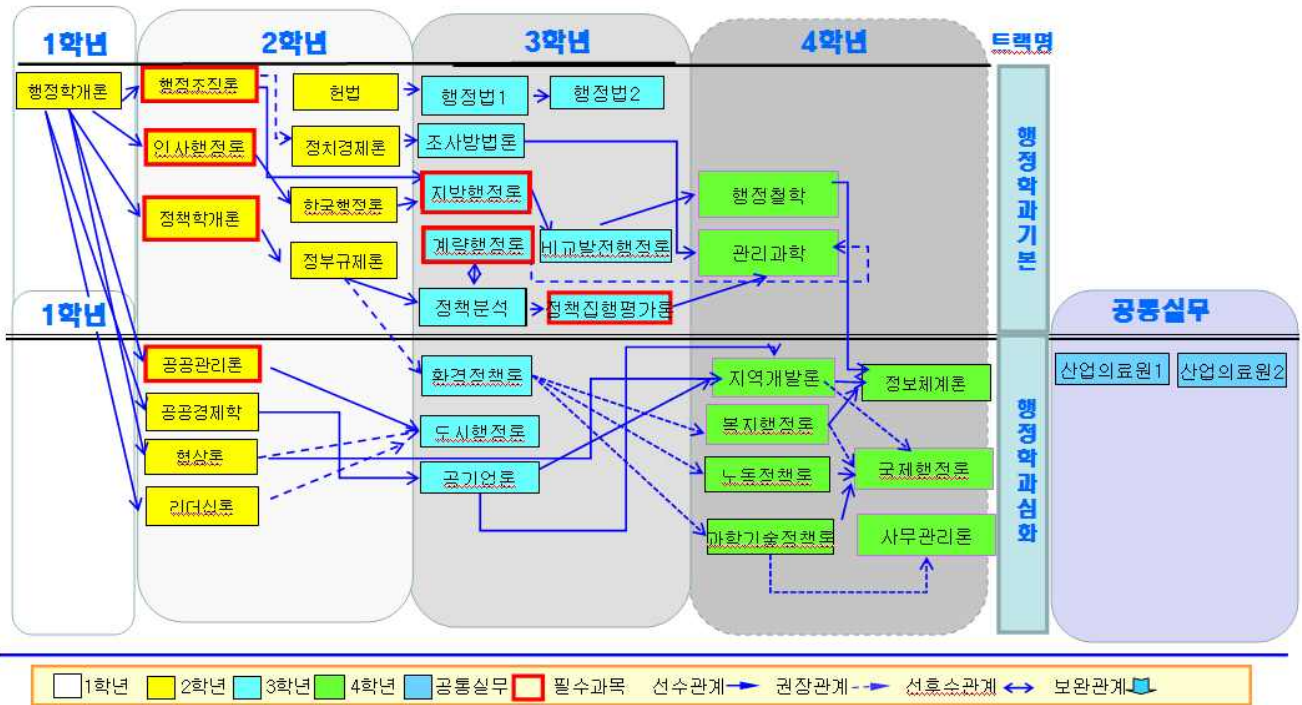 1학년 2학년 3학년 4학년 트랙명
행정학개론 행정조직론 헌법 행정법1 행정법2
인사행정론 정치경제론 조사방법론
정책학개론 한국행정론 지방행정론 행정철학
정부규제론 계량행정론 비교발전행정론 관리과학
정책분석 정책집행평가론
행정학과기본
1학년 공통실무
공공관리론 환경정책론 지역개발론 정보체계론 산업의료원1 산업의료원2
공공경제학 도시행정론 복지행정론
협상론 공기업론 노동정책론 국제행정론
리더십론 과학기술정책론 사무관리론
행정학과심화
1학년 2학년 3학년 4학년 공통실무 필수과목 선수관계 권장관계 선호수관계 보완관계